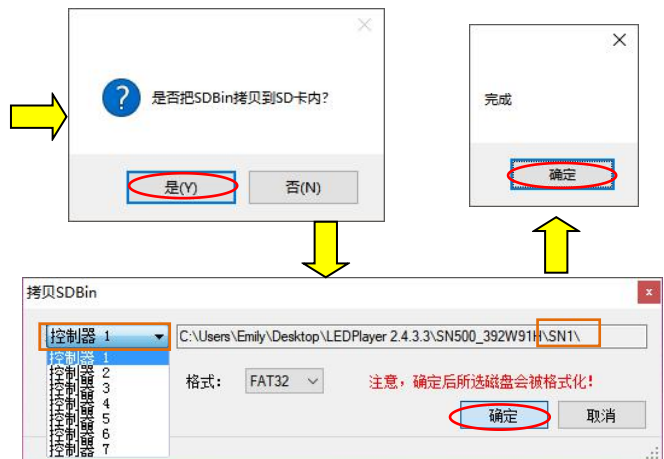 是否把SDBin拷贝到SD卡内?
是(Y)
否(N)
完成
确定
拷贝SDBin
控制器 1
C:\Users\Emily\Desktop\LEDPlayer 2.4.3.3\SN500_392W91H\SN1\
控制器 1
控制器 2
控制器 3
控制器 4
控制器 5
控制器 6
控制器 7
格式：
FAT32
注意，确定后所选磁盘会被格式化!
确定
取消